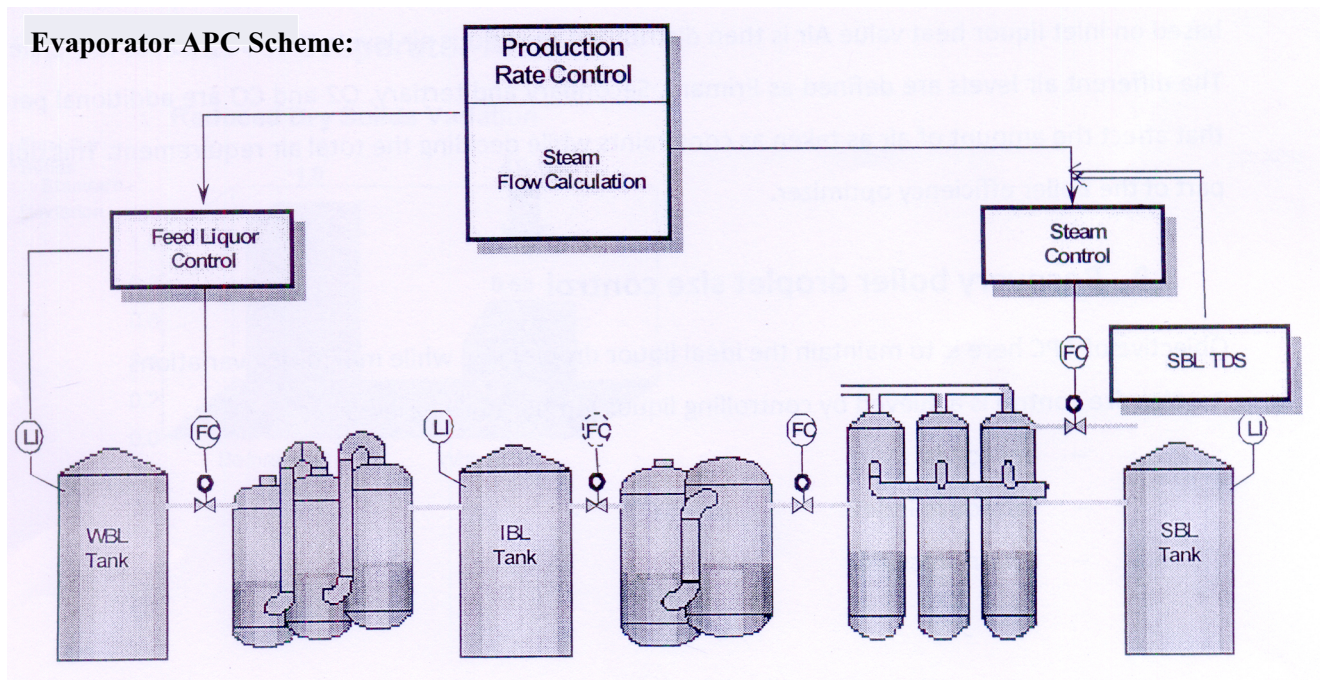 Evaporator APC Scheme:
Production
Rate Control
Steam
Flow Calculation
Feed Liquor
Control
Steam
Control
SBL TDS
LI
FC
LI
FC
FC
FC
LI
WBL
Tank
IBL
Tank
SBL
Tank